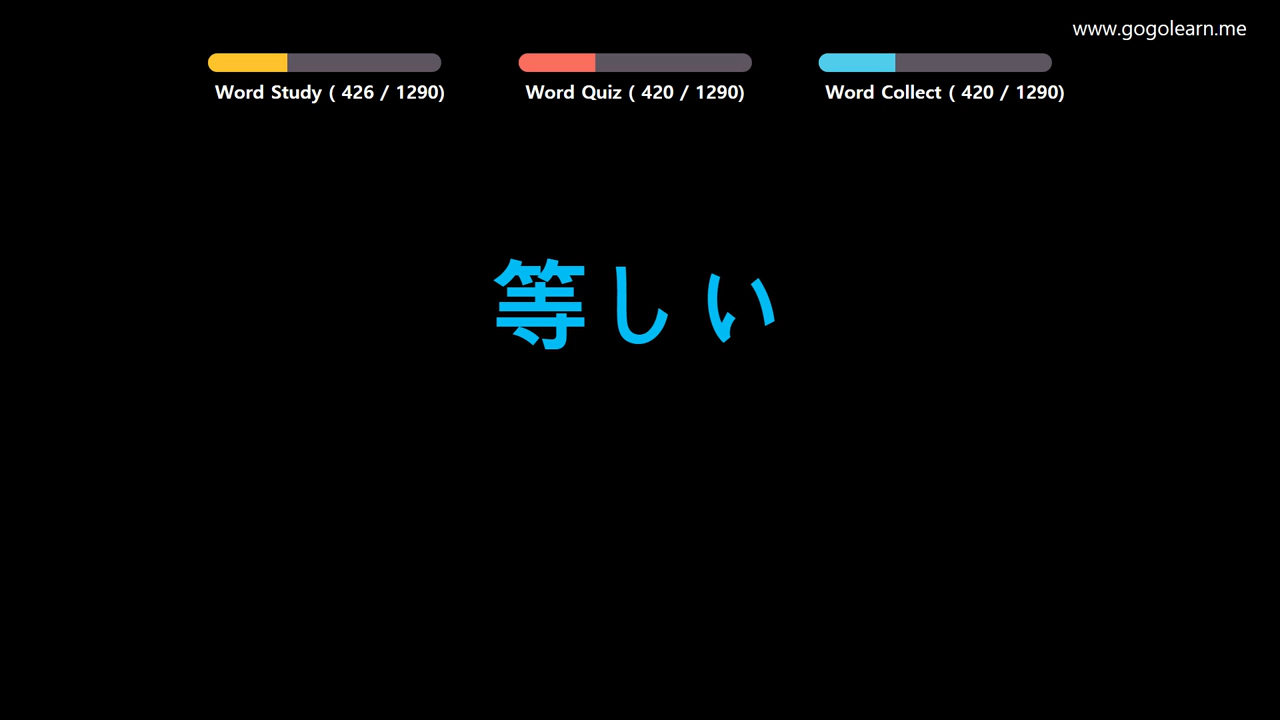 www.gogolearn.me
Word Study ( 426 / 1290)
Word Quiz ( 420 / 1290)
Word Collect ( 420 / 1290)
等しい